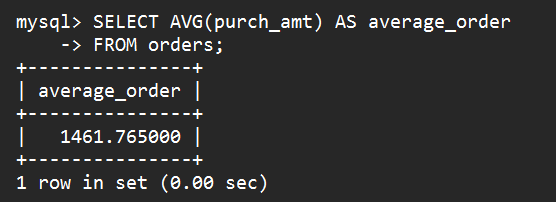 mysql> SELECT AVG(purch_amt) AS average_order
    -> FROM orders;
+---------------+
| average_order |
+---------------+
|   1461.765000 |
+---------------+
1 row in set (0.00 sec)